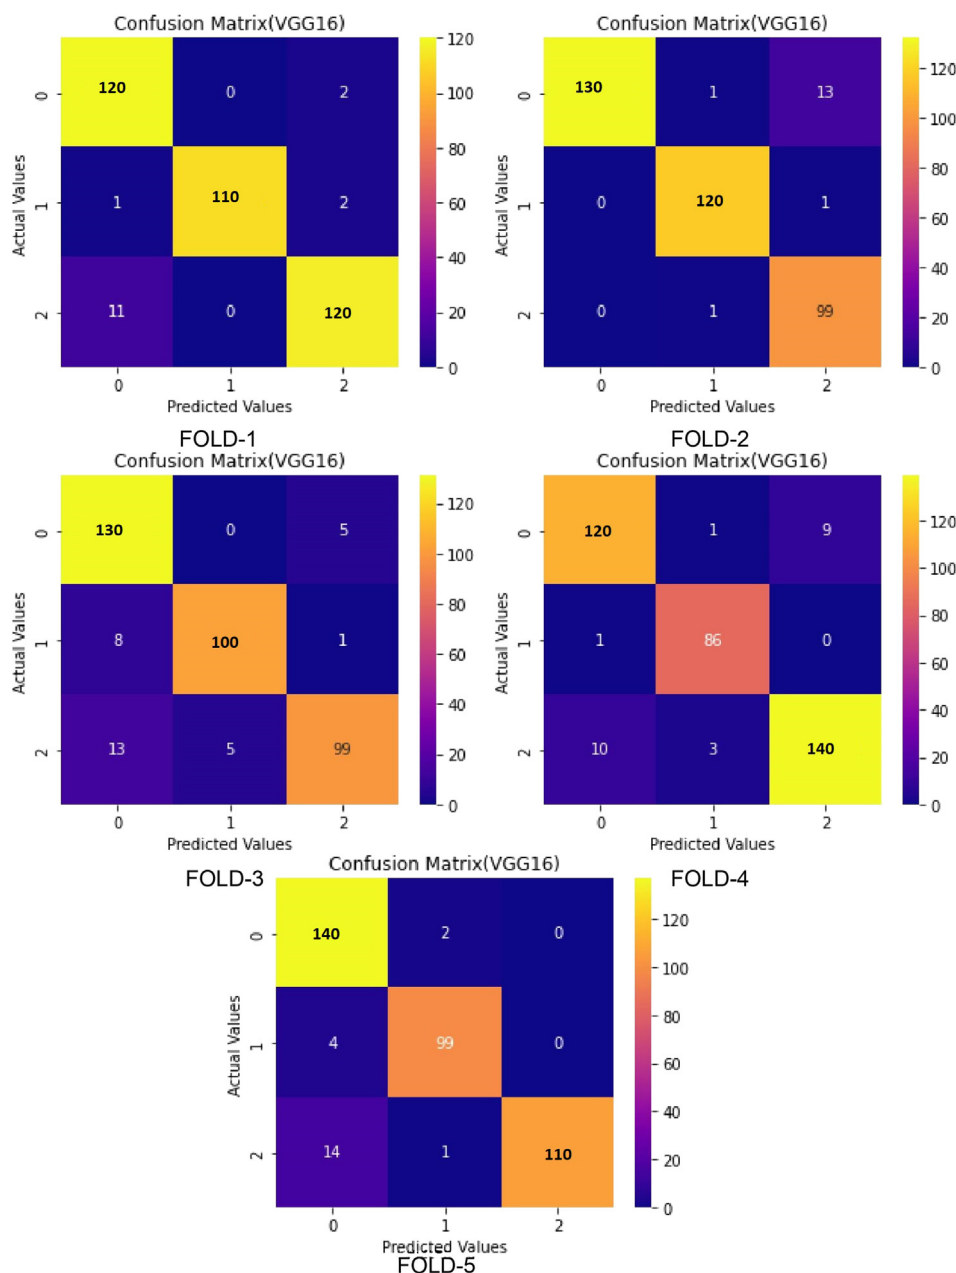 Confusion Matrix(VGG16)
Actual Values
0
1
2
120 0 2
1 110 2
11 0 120
0 1 2
Predicted Values
120
100
80
60
40
20
0
FOLD-1
Confusion Matrix(VGG16)
Actual Values
0
1
2
130 1 13
0 120 1
0 1 99
0 1 2
Predicted Values
120
100
80
60
40
20
0
FOLD-2
Confusion Matrix(VGG16)
Actual Values
0
1
2
130 0 5
8 100 1
13 5 99
0 1 2
Predicted Values
120
100
80
60
40
20
0
FOLD-3
Confusion Matrix(VGG16)
Actual Values
0
1
2
120 1 9
1 86 0
10 3 140
0 1 2
Predicted Values
120
100
80
60
40
20
0
FOLD-4
Confusion Matrix(VGG16)
Actual Values
0
1
2
140 2 0
4 99 0
14 1 110
0 1 2
Predicted Values
120
100
80
60
40
20
0
FOLD-5